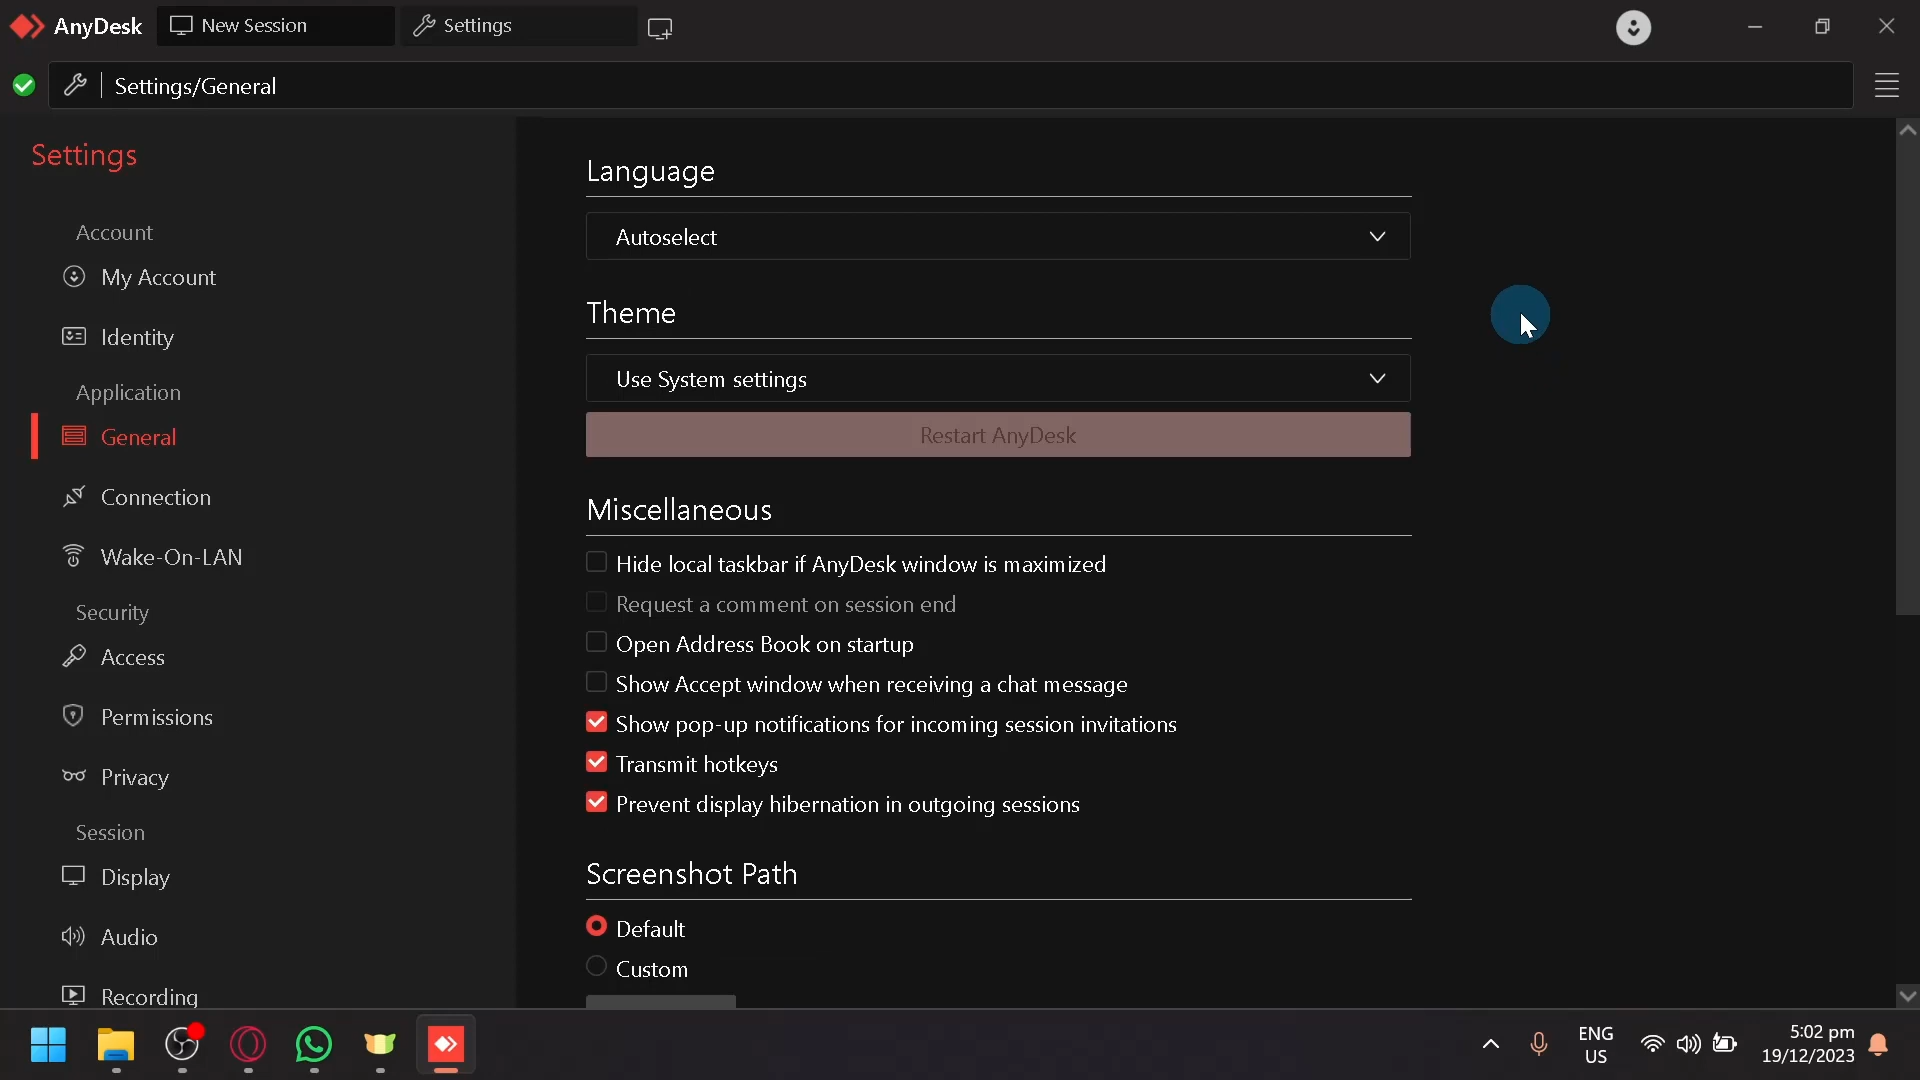 AnyDesk
New Session
Settings
Settings/General
Settings
Account
My Account
Identity
Application
General
Connection
Wake-On-LAN
Security
Access
Permissions
Privacy
Session
Display
Audio
Recording
Language
Autoselect
Theme
Use System settings
Restart AnyDesk
Miscellaneous
Hide local taskbar if AnyDesk window is maximized
Request a comment on session end
Open Address Book on startup
Show Accept window when receiving a chat message
Show pop-up notifications for incoming session invitations
Transmit hotkeys
Prevent display hibernation in outgoing sessions
Screenshot Path
Default
Custom
ENG
US
5:02 pm
19/12/2023